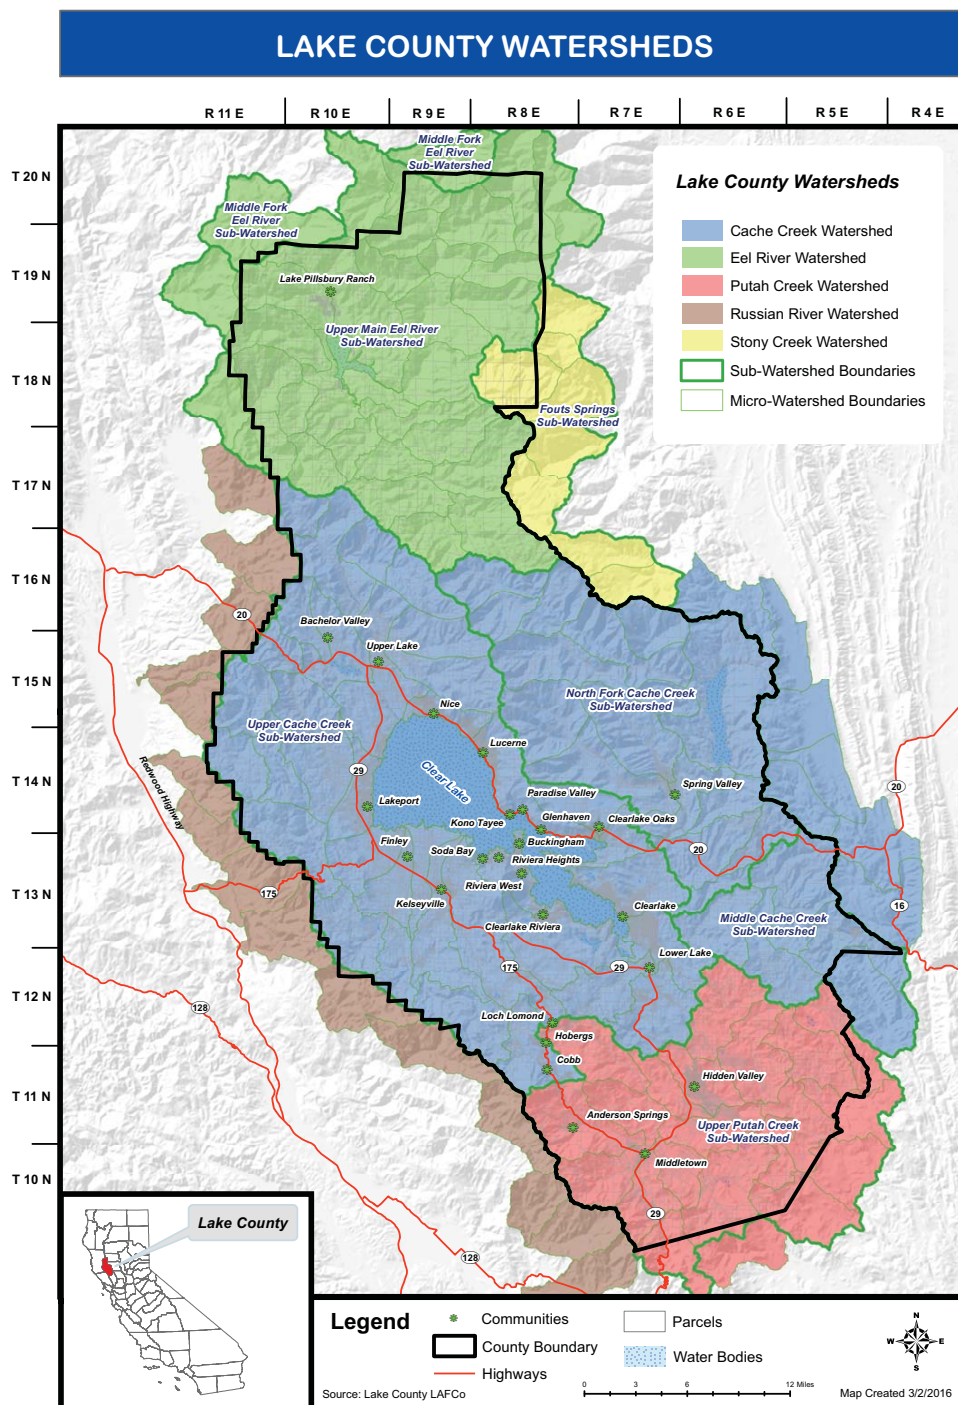 LAKE COUNTY WATERSHEDS
R 11 E
R 10 E
R 9 E
R 8 E
R 7 E
R 6 E
R 5 E
R 4 E
T 20 N
T 19 N
T 18 N
T 17 N
T 16 N
T 15 N
T 14 N
T 13 N
T 12 N
T 11 N
T 10 N
Middle Fork
Eel River
Sub-Watershed
Middle Fork
Eel River
Sub-Watershed
Lake Pillsbury Ranch
Upper Main Eel River
Sub-Watershed
Fouts Springs
Sub-Watershed
Lake County Watersheds
Cache Creek Watershed
Eel River Watershed
Putah Creek Watershed
Russian River Watershed
Stony Creek Watershed
Sub-Watershed Boundaries
Micro-Watershed Boundaries
20
Bachelor Valley
Upper Lake
North Fork Cache Creek
Sub-Watershed
Nice
Upper Cache Creek
Sub-Watershed
Lucerne
Redwood Highway
29
Clear Lake
Spring Valley
20
Lakeport
Paradise Valley
Kono Tayee
Glenhaven
Clearlake Oaks
Finley
Soda Bay
Buckingham
20
Riviera Heights
Riviera West
175
Kelseyville
Clearlake
16
Clearlake Riviera
Middle Cache Creek
Sub-Watershed
Lower Lake
175
29
128
Loch Lomond
Hobergs
Cobb
Hidden Valley
Anderson Springs
Upper Putah Creek
Sub-Watershed
Middletown
29
128
Lake County
Legend
Communities
County Boundary
Highways
Parcels
Water Bodies
N
W
E
S
Source: Lake County LAFCo
0
3
6
12 Miles
Map Created 3/2/2016